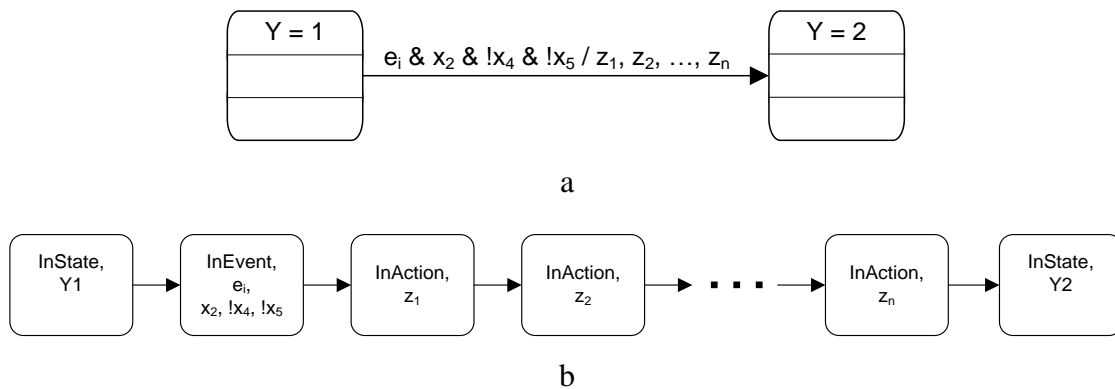 Y = 1
e_i & x_2 & !x_4 & !x_5 / z_1, z_2, …, z_n
Y = 2
a
InState,
Y1
InEvent,
e_i,
x_2, !x_4, !x_5
InAction,
z_1
InAction,
z_2
. . .
InAction,
z_n
InState,
Y2
b